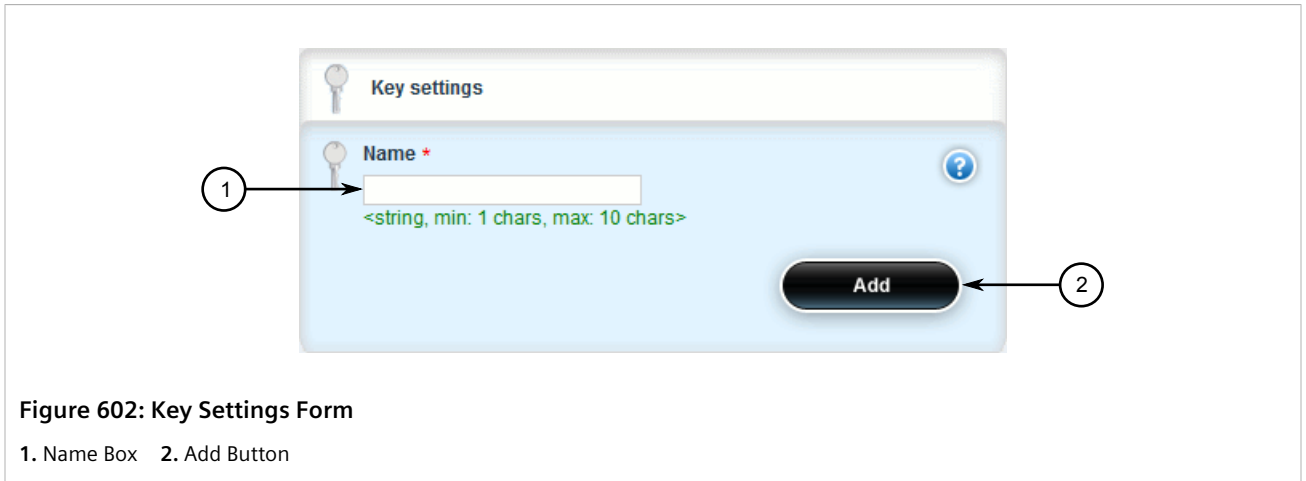 Key settings
Name *
1
<string, min: 1 chars, max: 10 chars>
?
Add
2
Figure 602: Key Settings Form
1. Name Box 2. Add Button